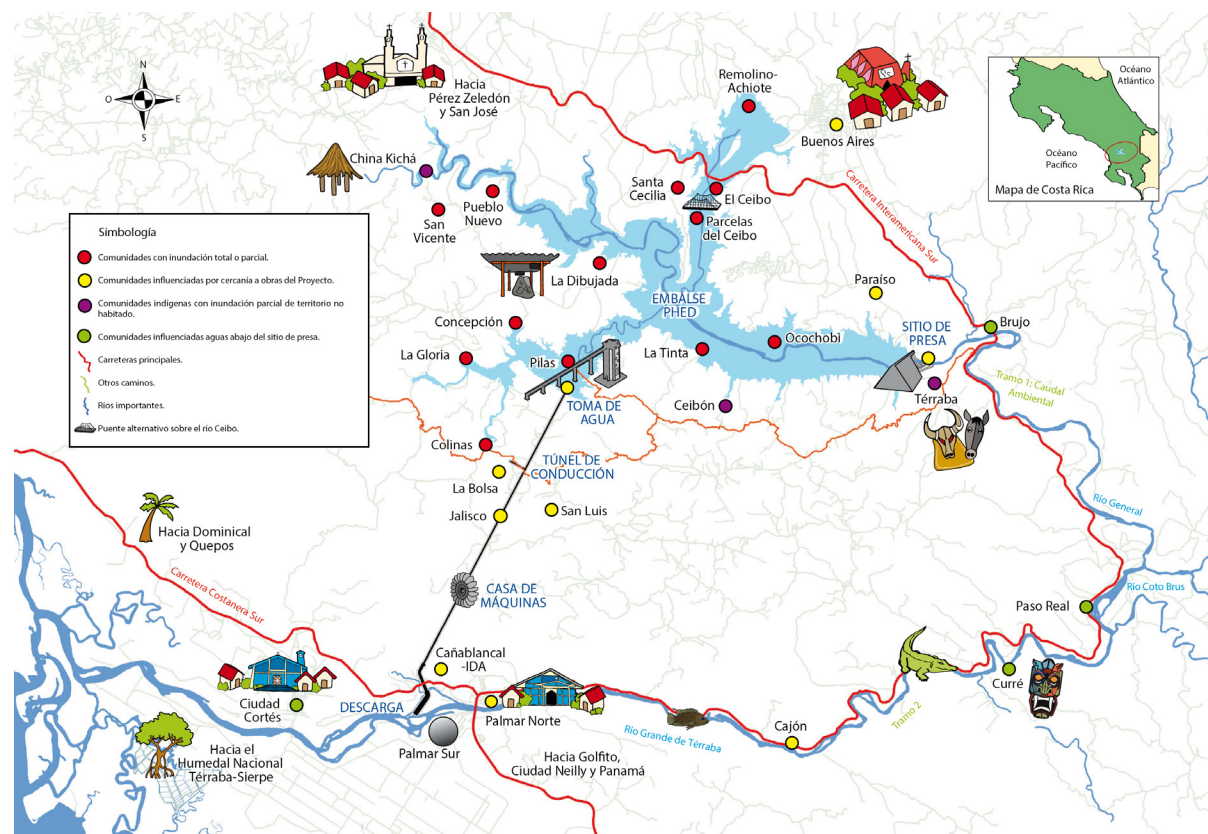 N
O
E
S
Hacia
Pérez Zeledón
y San José
Remolino-
Achiote
Buenos Aires
Océano
Atlántico
Océano
Pacífico
Mapa de Costa Rica
China Kichá
Pueblo
Nuevo
San
Vicente
Santa
Cecilia
El Ceibo
Parcelas
del Ceibo
Carretera Interamericana Sur
Simbología
Comunidades con inundación total o parcial.
Comunidades influenciadas por cercanía a obras del Proyecto.
Comunidades indígenas con inundación parcial de territorio no
habitado.
Comunidades influenciadas aguas abajo del sitio de presa.
Carreteras principales.
Otros caminos.
Ríos importantes.
Puente alternativo sobre el río Ceibo.
La Dibujada
EMBALSE
PHED
Paraíso
Concepción
La Gloria
Pilas
La Tinta
Ocochobi
SITIO DE
PRESA
Brujo
Térraba
Tramo 1: Caudal
Ambiental
TOMA DE
AGUA
Ceibón
Colinas
TÚNEL DE
CONDUCCIÓN
La Bolsa
Jalisco
San Luis
Río General
Hacia Dominical
y Quepos
Carretera Costanera Sur
CASA DE
MÁQUINAS
Río Coto Brus
Paso Real
Cañablancal
-IDA
Curré
Ciudad
Cortés
DESCARGA
Palmar Norte
Tramo 2
Cajón
Río Grande de Térraba
Palmar Sur
Hacia el
Humedal Nacional
Térraba-Sierpe
Hacia Golfito,
Ciudad Neilly y Panamá